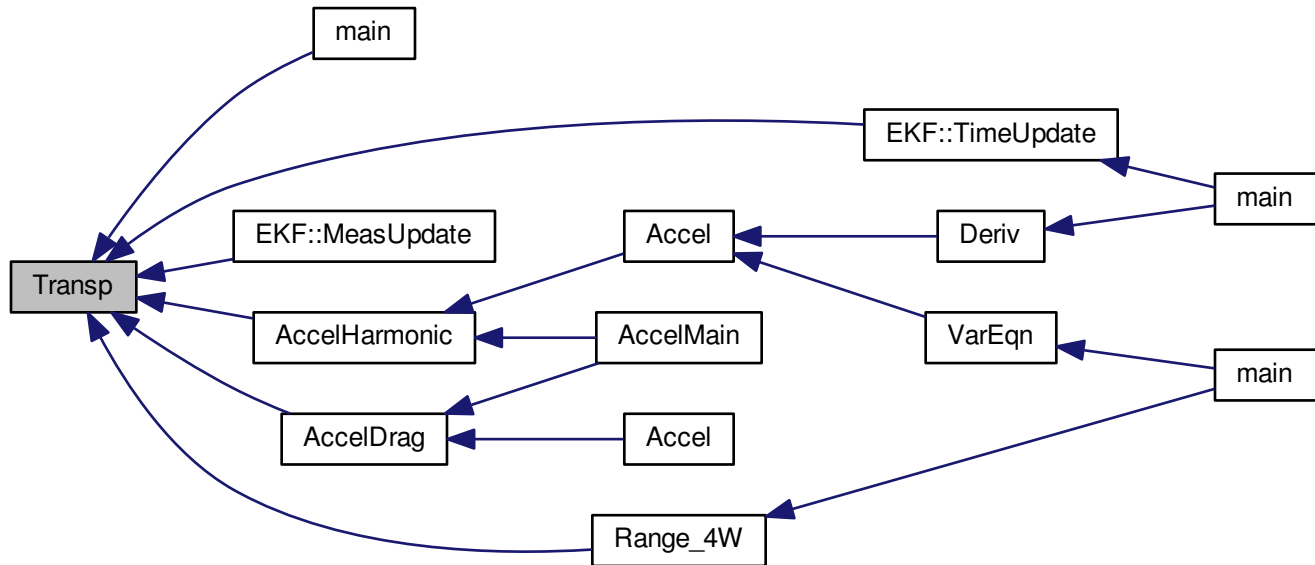 main
EKF::TimeUpdate
main
EKF::MeasUpdate
Accel
Deriv
Transp
AccelHarmonic
AccelMain
VarEqn
main
AccelDrag
Accel
Range_4W